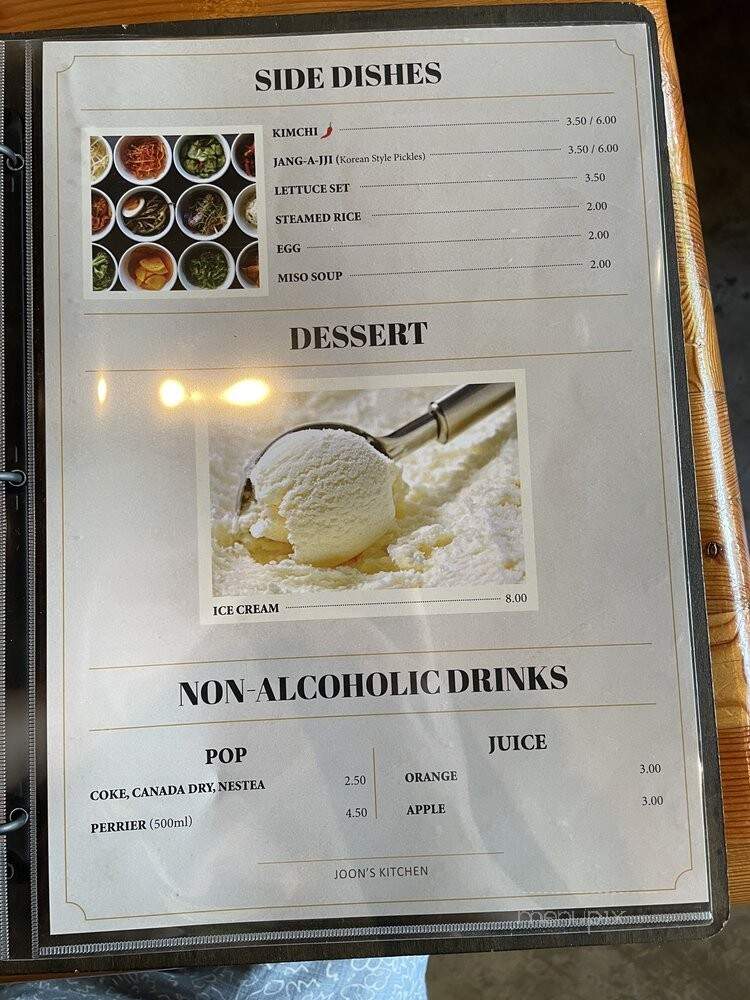 SIDE DISHES
KIMCHI 3.50 / 6.00
JANG-A-JJI (Korean Style Pickles) 3.50 / 6.00
LETTUCE SET 3.50
STEAMED RICE 2.00
EGG 2.00
MISO SOUP 2.00
DESSERT
ICE CREAM 8.00
NON-ALCOHOLIC DRINKS
POP
COKE, CANADA DRY, NESTEA 2.50
PERRIER (500ml) 4.50
JUICE
ORANGE 3.00
APPLE 3.00
JOON'S KITCHEN
menupix